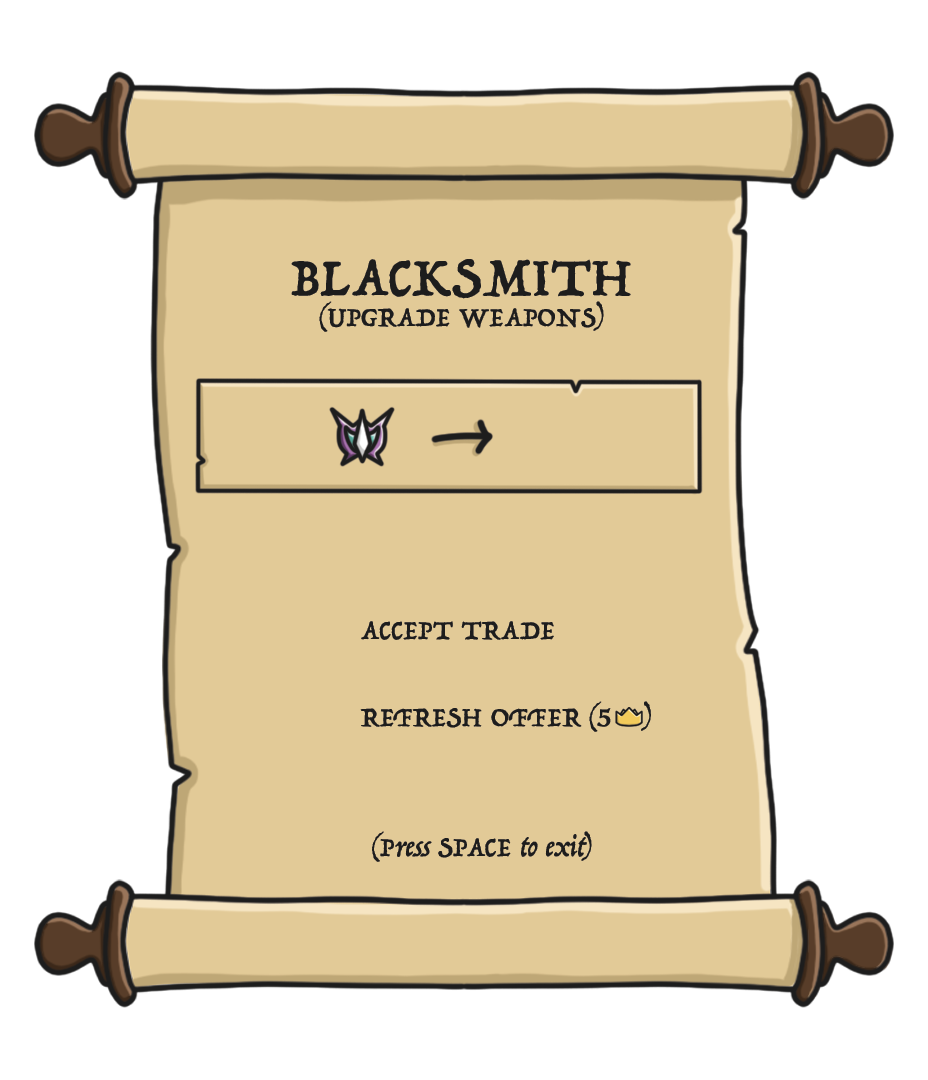 BLACKSMITH
(UPGRADE WEAPONS)
ACCEPT TRADE
REFRESH OFFER (5)
(Press SPACE to exit)